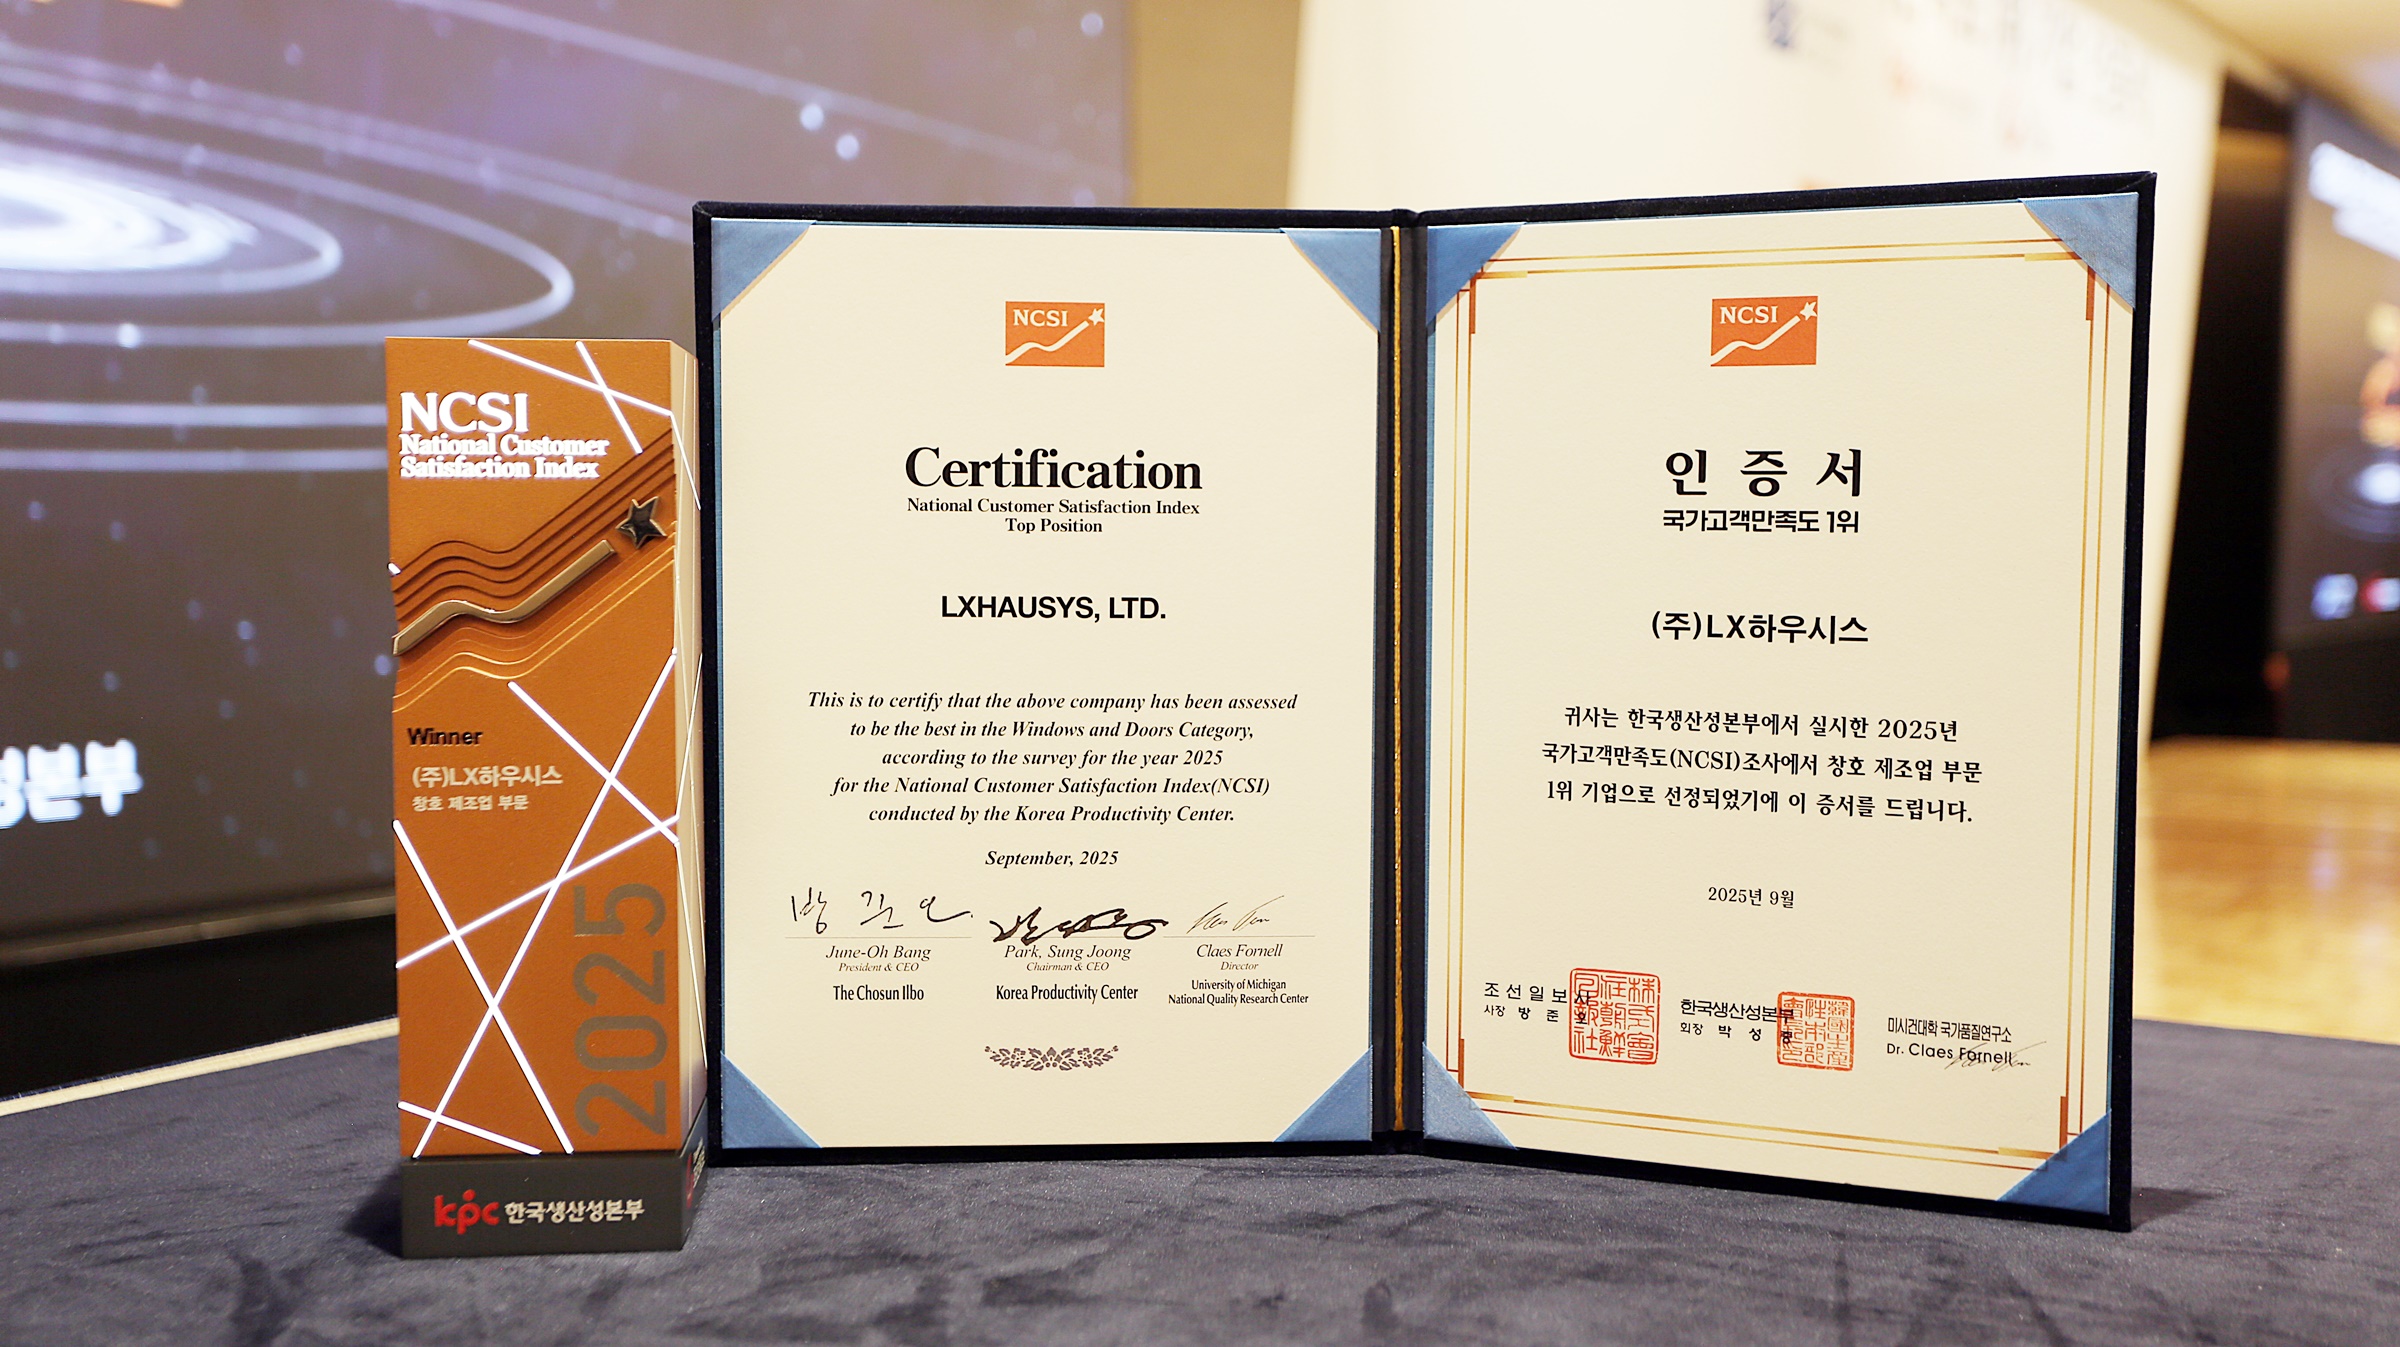 NCSI
National Customer
Satisfaction Index
Winner
(주)LX하우시스
창호 제조업 부문
2025
kpc 한국생산성본부
NCSI
Certification
National Customer Satisfaction Index
Top Position
LXHAUSYS, LTD.
This is to certify that the above company has been assessed
to be the best in the Windows and Doors Category,
according to the survey for the year 2025
for the National Customer Satisfaction Index(NCSI)
conducted by the Korea Productivity Center.
September, 2025
June-Oh Bang
President & CEO
The Chosun Ilbo
Park, Sung Joong
Chairman & CEO
Korea Productivity Center
Claes Fornell
Director
University of Michigan
National Quality Research Center
NCSI
인증서
국가고객만족도 1위
(주)LX하우시스
귀사는 한국생산성본부에서 실시한 2025년
국가고객만족도(NCSI)조사에서 창호 제조업 부문
1위 기업으로 선정되었기에 이 증서를 드립니다.
2025년 9월
조선일보사
사장 방 준
한국생산성본부
회장 박 성
미시건대학 국가품질연구소
Dr. Claes Fornell
성본부